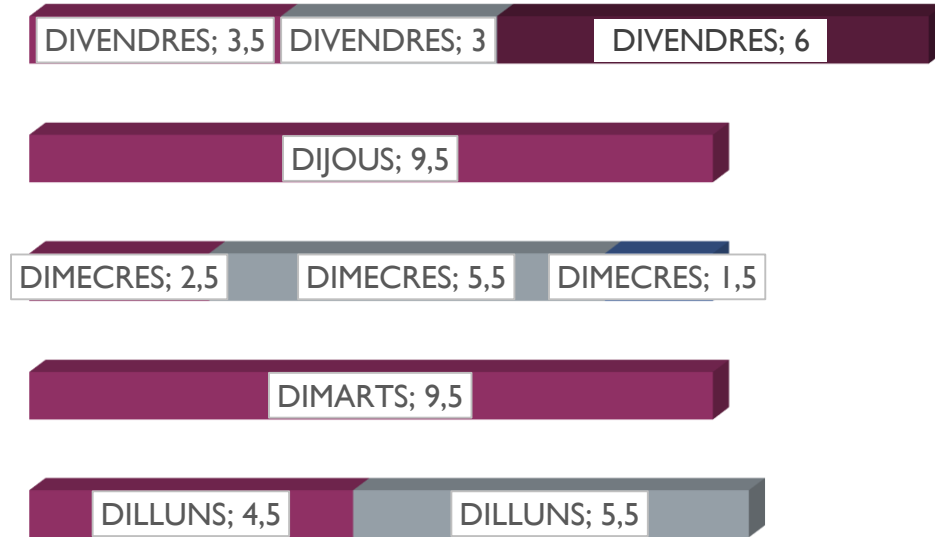 DIVENDRES; 3,5 DIVENDRES; 3 DIVENDRES; 6
DIJOUS; 9,5
DIMECRES; 2,5 DIMECRES; 5,5 DIMECRES; 1,5
DIMARTS; 9,5
DILLUNS; 4,5 DILLUNS; 5,5